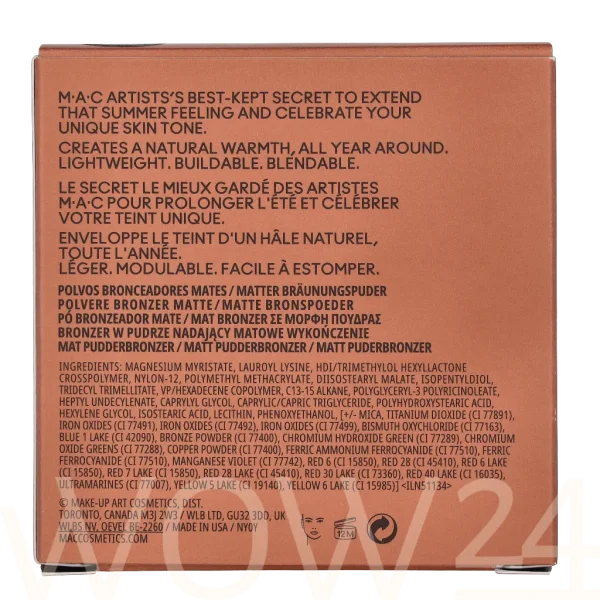 M·A·C ARTISTS'S BEST-KEPT SECRET TO EXTEND
THAT SUMMER FEELING AND CELEBRATE YOUR
UNIQUE SKIN TONE.
CREATES A NATURAL WARMTH, ALL YEAR AROUND.
LIGHTWEIGHT. BUILDABLE. BLENDABLE.
LE SECRET LE MIEUX GARDÉ DES ARTISTES
M·A·C POUR PROLONGER L'ÉTÉ ET CÉLÉBRER
VOTRE TEINT UNIQUE.
ENVELOPPE LE TEINT D'UN HÂLE NATUREL,
TOUTE L'ANNÉE.
LÉGER. MODULABLE. FACILE À ESTOMPER.
POLVOS BRONCEADORES MATES / MATTER BRÄUNUNGSPUDER
POLVERE BRONZER MATTE / MATTE BRONSPOEDER
PÓ BRONZEADOR MATE / MAT BRONZER ΣΕ ΜΟΡΦΗ ΠΟΥΔΡΑΣ
BRONZER W PUDRZE NADAJĄCY MATOWE WYKOŃCZENIE
MAT PUDDERBRONZER / MATT PUDERBRONZER / MATT PUDERBRONZER
INGREDIENTS: MAGNESIUM MYRISTATE, LAUROYL LYSINE, HDI/TRIMETHYLOL HEXYLLACTONE
CROSSPOLYMER, NYLON-12, POLYMETHYL METHACRYLATE, DIISOSTEARYL MALATE, ISOPENTYLDIOL,
TRIDECYL TRIMELLITATE, VP/HEXADECENE COPOLYMER, C13-15 ALKANE, POLYGLYCERYL-3 POLYRICINOLEATE,
HEPTYL UNDECYLENATE, CAPRYLYL GLYCOL, CAPRYLIC/CAPRIC TRIGLYCERIDE, POLYHYDROXYSTEARIC ACID,
HEXYLENE GLYCOL, ISOSTEARIC ACID, LECITHIN, PHENOXYETHANOL, [+/- MICA, TITANIUM DIOXIDE (CI 77891),
IRON OXIDES (CI 77491), IRON OXIDES (CI 77492), IRON OXIDES (CI 77499), BISMUTH OXYCHLORIDE (CI 77163),
BLUE 1 LAKE (CI 42090), BRONZE POWDER (CI 77400), CHROMIUM HYDROXIDE GREEN (CI 77289), CHROMIUM
OXIDE GREENS (CI 77288), COPPER POWDER (CI 77400), FERRIC AMMONIUM FERROCYANIDE (CI 77510), FERRIC
FERROCYANIDE (CI 77510), MANGANESE VIOLET (CI 77742), RED 6 (CI 15850), RED 28 (CI 45410), RED 6 LAKE
(CI 15850), RED 7 LAKE (CI 15850), RED 28 LAKE (CI 45410), RED 30 LAKE (CI 73360), RED 40 LAKE (CI 16035),
ULTRAMARINES (CI 77007), YELLOW 5 LAKE (CI 19140), YELLOW 6 LAKE (CI 15985)] <ILN51134>
© MAKE-UP ART COSMETICS, DIST.
TORONTO, CANADA M3J 2W3 / WLB LTD, GU32 3DD, UK
WLBS NV, OEVEL BE-2260 / MADE IN USA / NY0Y
MACCOSMETICS.COM
12M
WOW24